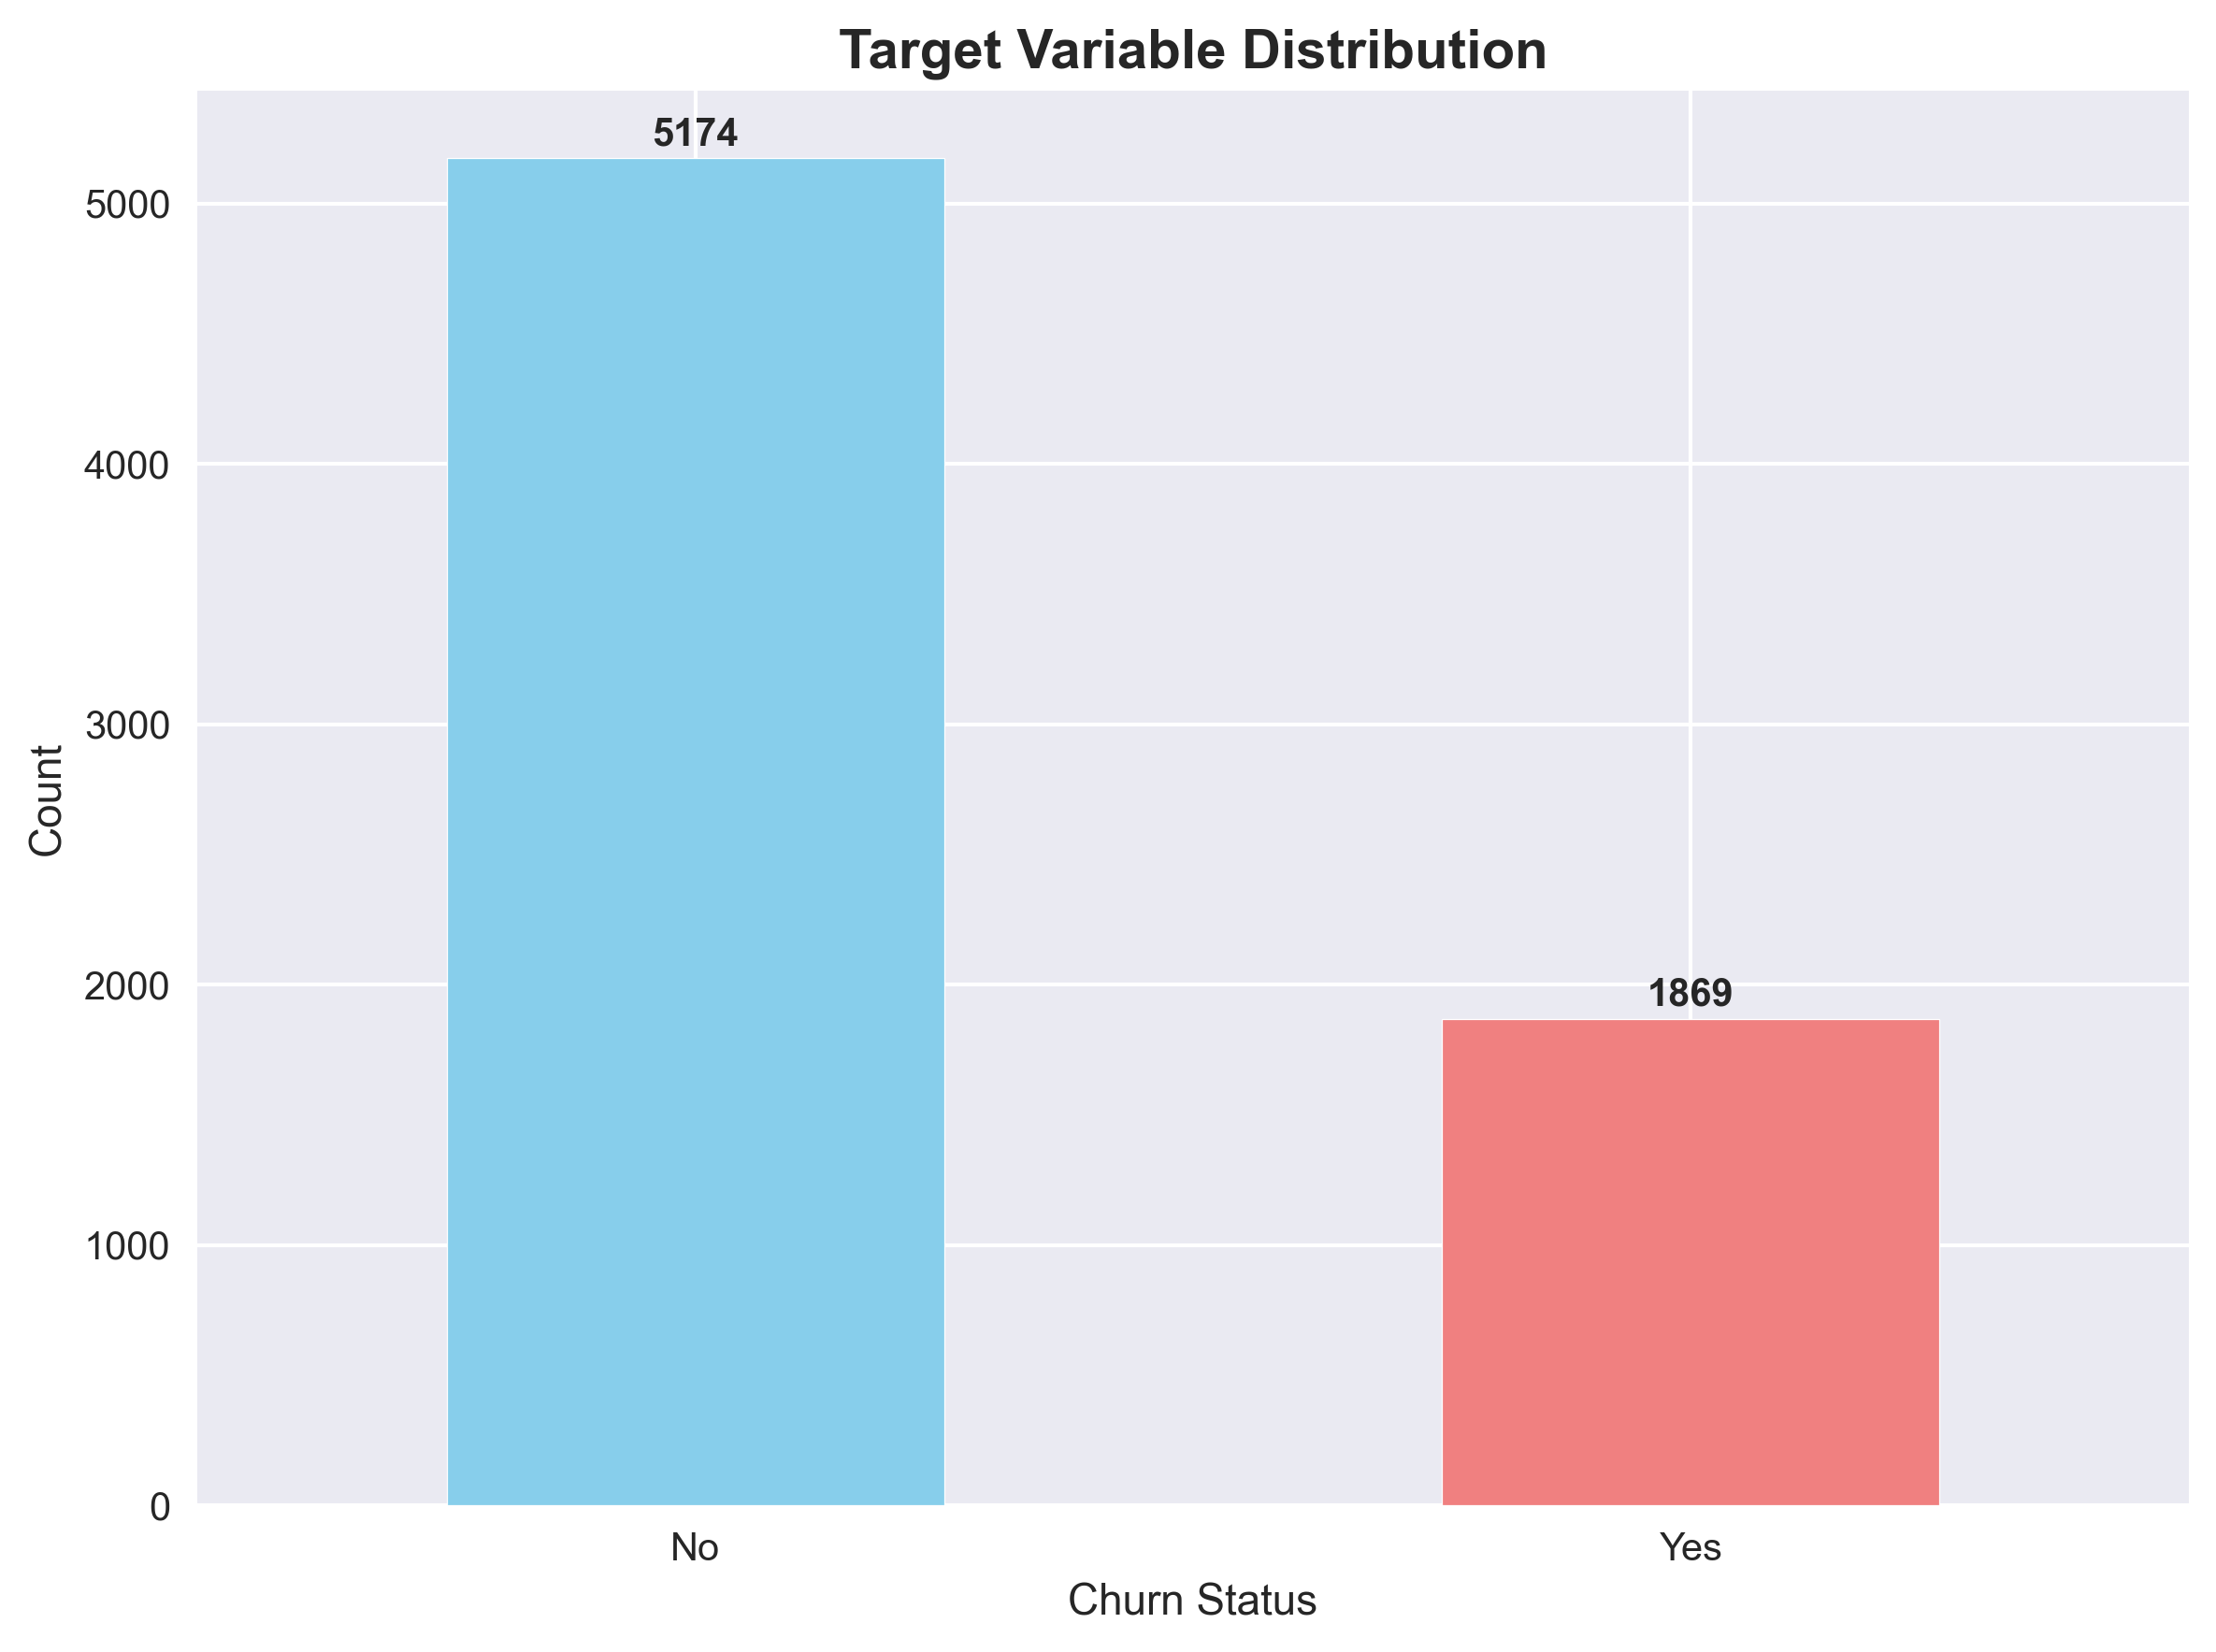 Target Variable Distribution
5174
5000
4000
3000
2000
1869
1000
0
Count
No
Yes
Churn Status